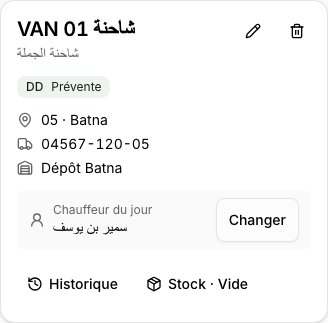 VAN 01 شاحنة
شاحنة الجملة
DD Prévente
05 · Batna
04567-120-05
Dépôt Batna
Chauffeur du jour
سمير بن يوسف
Changer
Historique
Stock · Vide